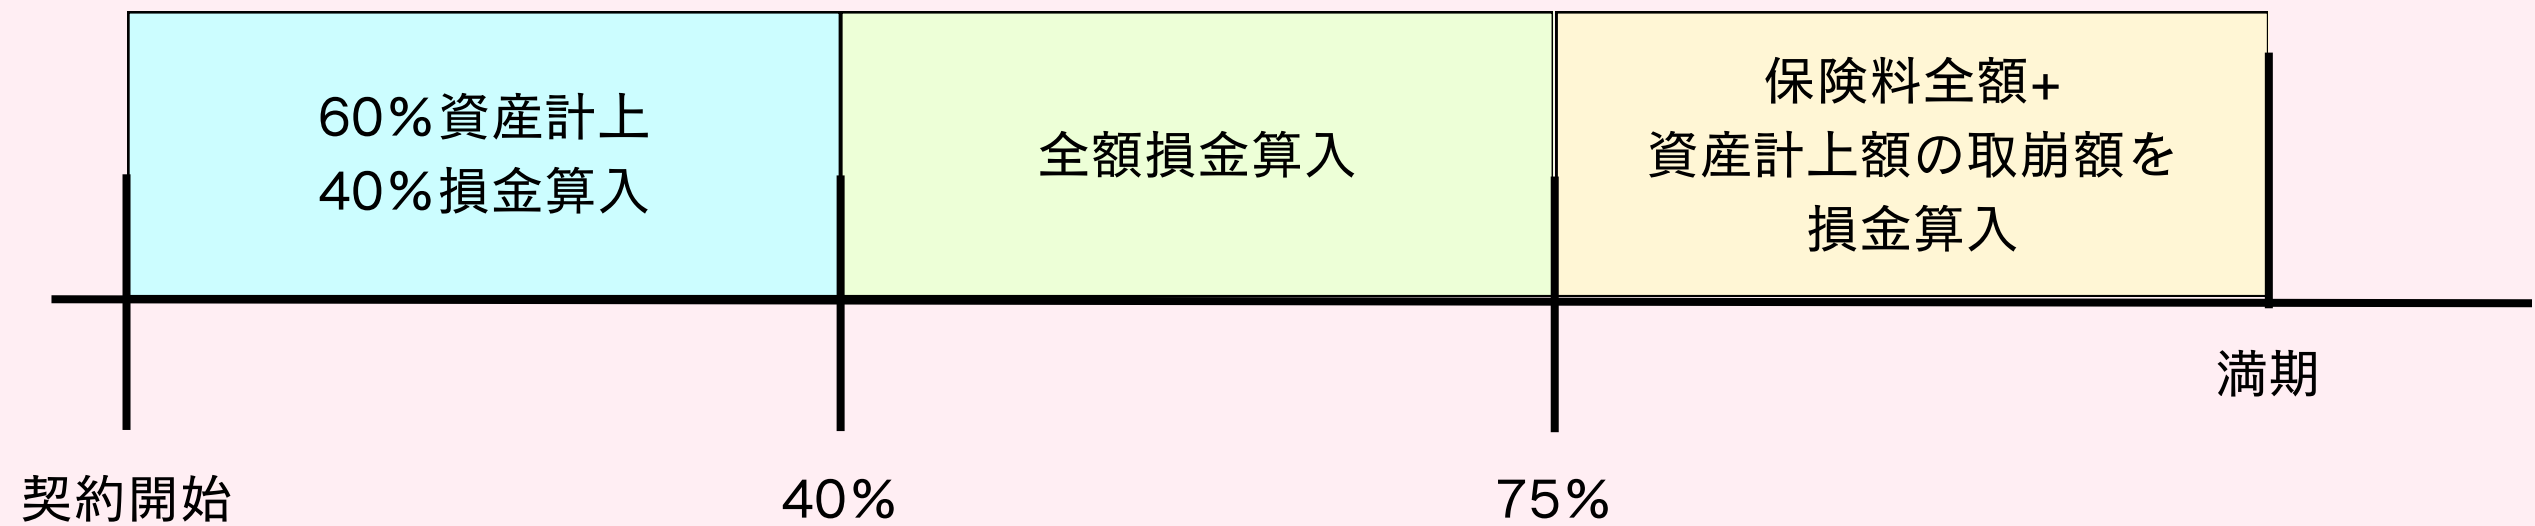 60%資産計上
40%損金算入
全額損金算入
保険料全額+
資産計上額の取崩額を
損金算入
満期
契約開始
40%
75%